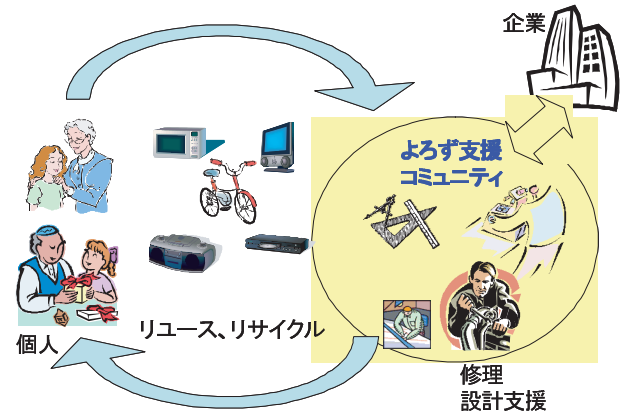 企業
よろず支援
コミュニティ
リユース、リサイクル
個人
修理
設計支援